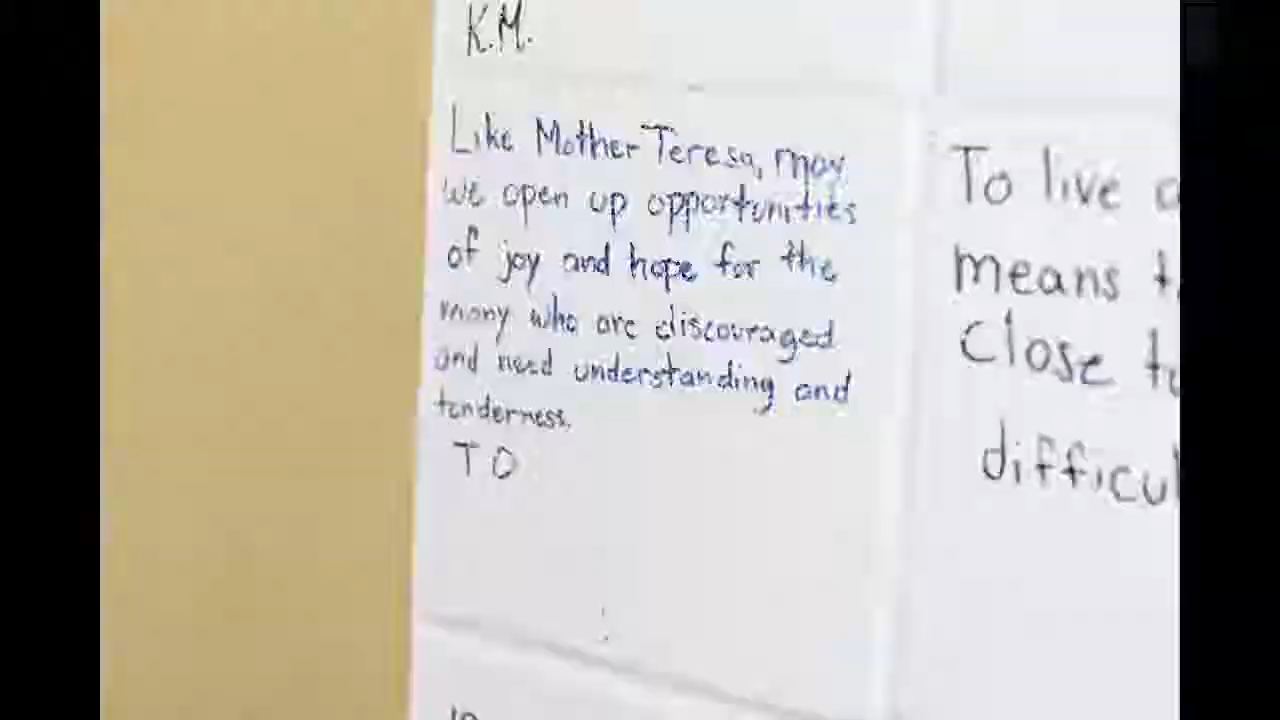 K.M.
Like Mother Teresa, may
we open up opportunities
of joy and hope for the
many who are discouraged
and need understanding and
tenderness.
TO
To live
means
close